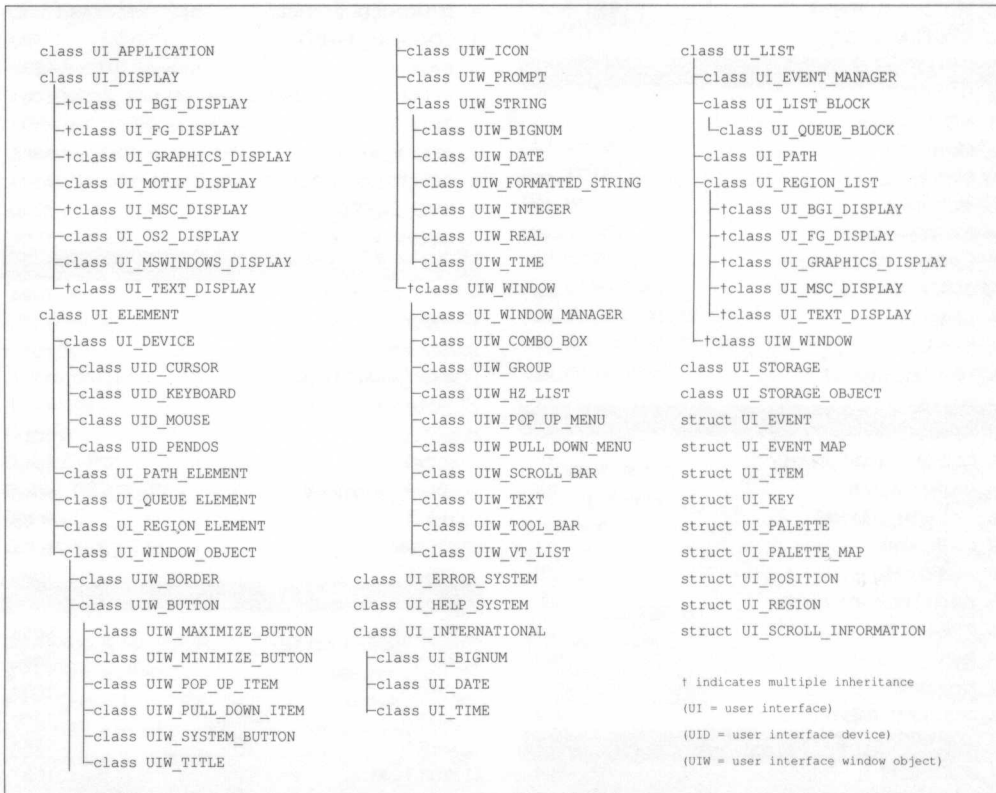 class UI_APPLICATION
class UI_DISPLAY
†class UI_BGI_DISPLAY
†class UI_FG_DISPLAY
†class UI_GRAPHICS_DISPLAY
class UI_MOTIF_DISPLAY
†class UI_MSC_DISPLAY
class UI_OS2_DISPLAY
class UI_MSWINDOWS_DISPLAY
†class UI_TEXT_DISPLAY
class UI_ELEMENT
class UI_DEVICE
class UID_CURSOR
class UID_KEYBOARD
class UID_MOUSE
class UID_PENDOS
class UI_PATH_ELEMENT
class UI_QUEUE_ELEMENT
class UI_REGION_ELEMENT
class UI_WINDOW_OBJECT
class UIW_BORDER
class UIW_BUTTON
class UIW_MAXIMIZE_BUTTON
class UIW_MINIMIZE_BUTTON
class UIW_POP_UP_ITEM
class UIW_PULL_DOWN_ITEM
class UIW_SYSTEM_BUTTON
class UIW_TITLE
class UIW_ICON
class UIW_PROMPT
class UIW_STRING
class UIW_BIGNUM
class UIW_DATE
class UIW_FORMATTED_STRING
class UIW_INTEGER
class UIW_REAL
class UIW_TIME
†class UIW_WINDOW
class UI_WINDOW_MANAGER
class UIW_COMBO_BOX
class UIW_GROUP
class UIW_HZ_LIST
class UIW_POP_UP_MENU
class UIW_PULL_DOWN_MENU
class UIW_SCROLL_BAR
class UIW_TEXT
class UIW_TOOL_BAR
class UIW_VT_LIST
class UI_ERROR_SYSTEM
class UI_HELP_SYSTEM
class UI_INTERNATIONAL
class UI_BIGNUM
class UI_DATE
class UI_TIME
class UI_LIST
class UI_EVENT_MANAGER
class UI_LIST_BLOCK
class UI_QUEUE_BLOCK
class UI_PATH
class UI_REGION_LIST
†class UI_BGI_DISPLAY
†class UI_FG_DISPLAY
†class UI_GRAPHICS_DISPLAY
†class UI_MSC_DISPLAY
†class UI_TEXT_DISPLAY
†class UIW_WINDOW
class UI_STORAGE
class UI_STORAGE_OBJECT
struct UI_EVENT
struct UI_EVENT_MAP
struct UI_ITEM
struct UI_KEY
struct UI_PALETTE
struct UI_PALETTE_MAP
struct UI_POSITION
struct UI_REGION
struct UI_SCROLL_INFORMATION
† indicates multiple inheritance
(UI = user interface)
(UID = user interface device)
(UIW = user interface window object)